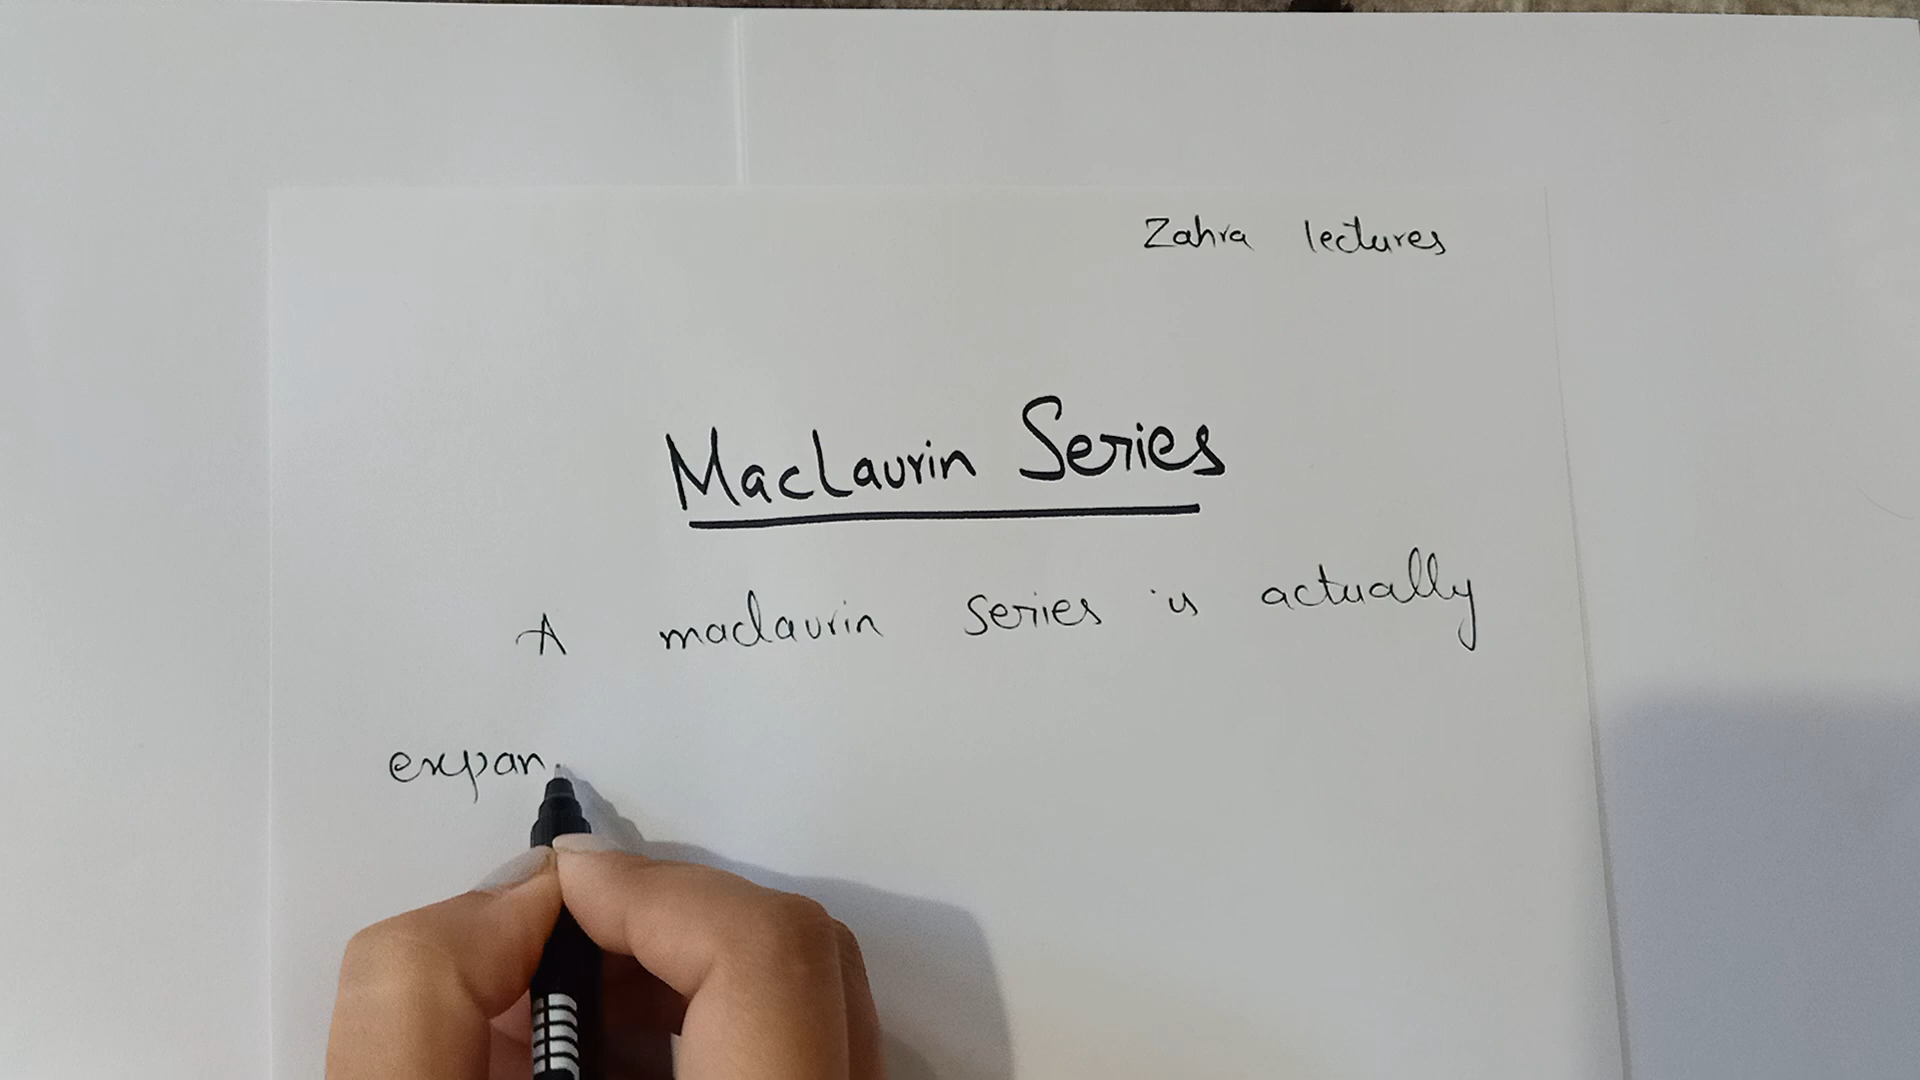 Zahra lectures
Maclaurin Series
A maclaurin series is actually
expan